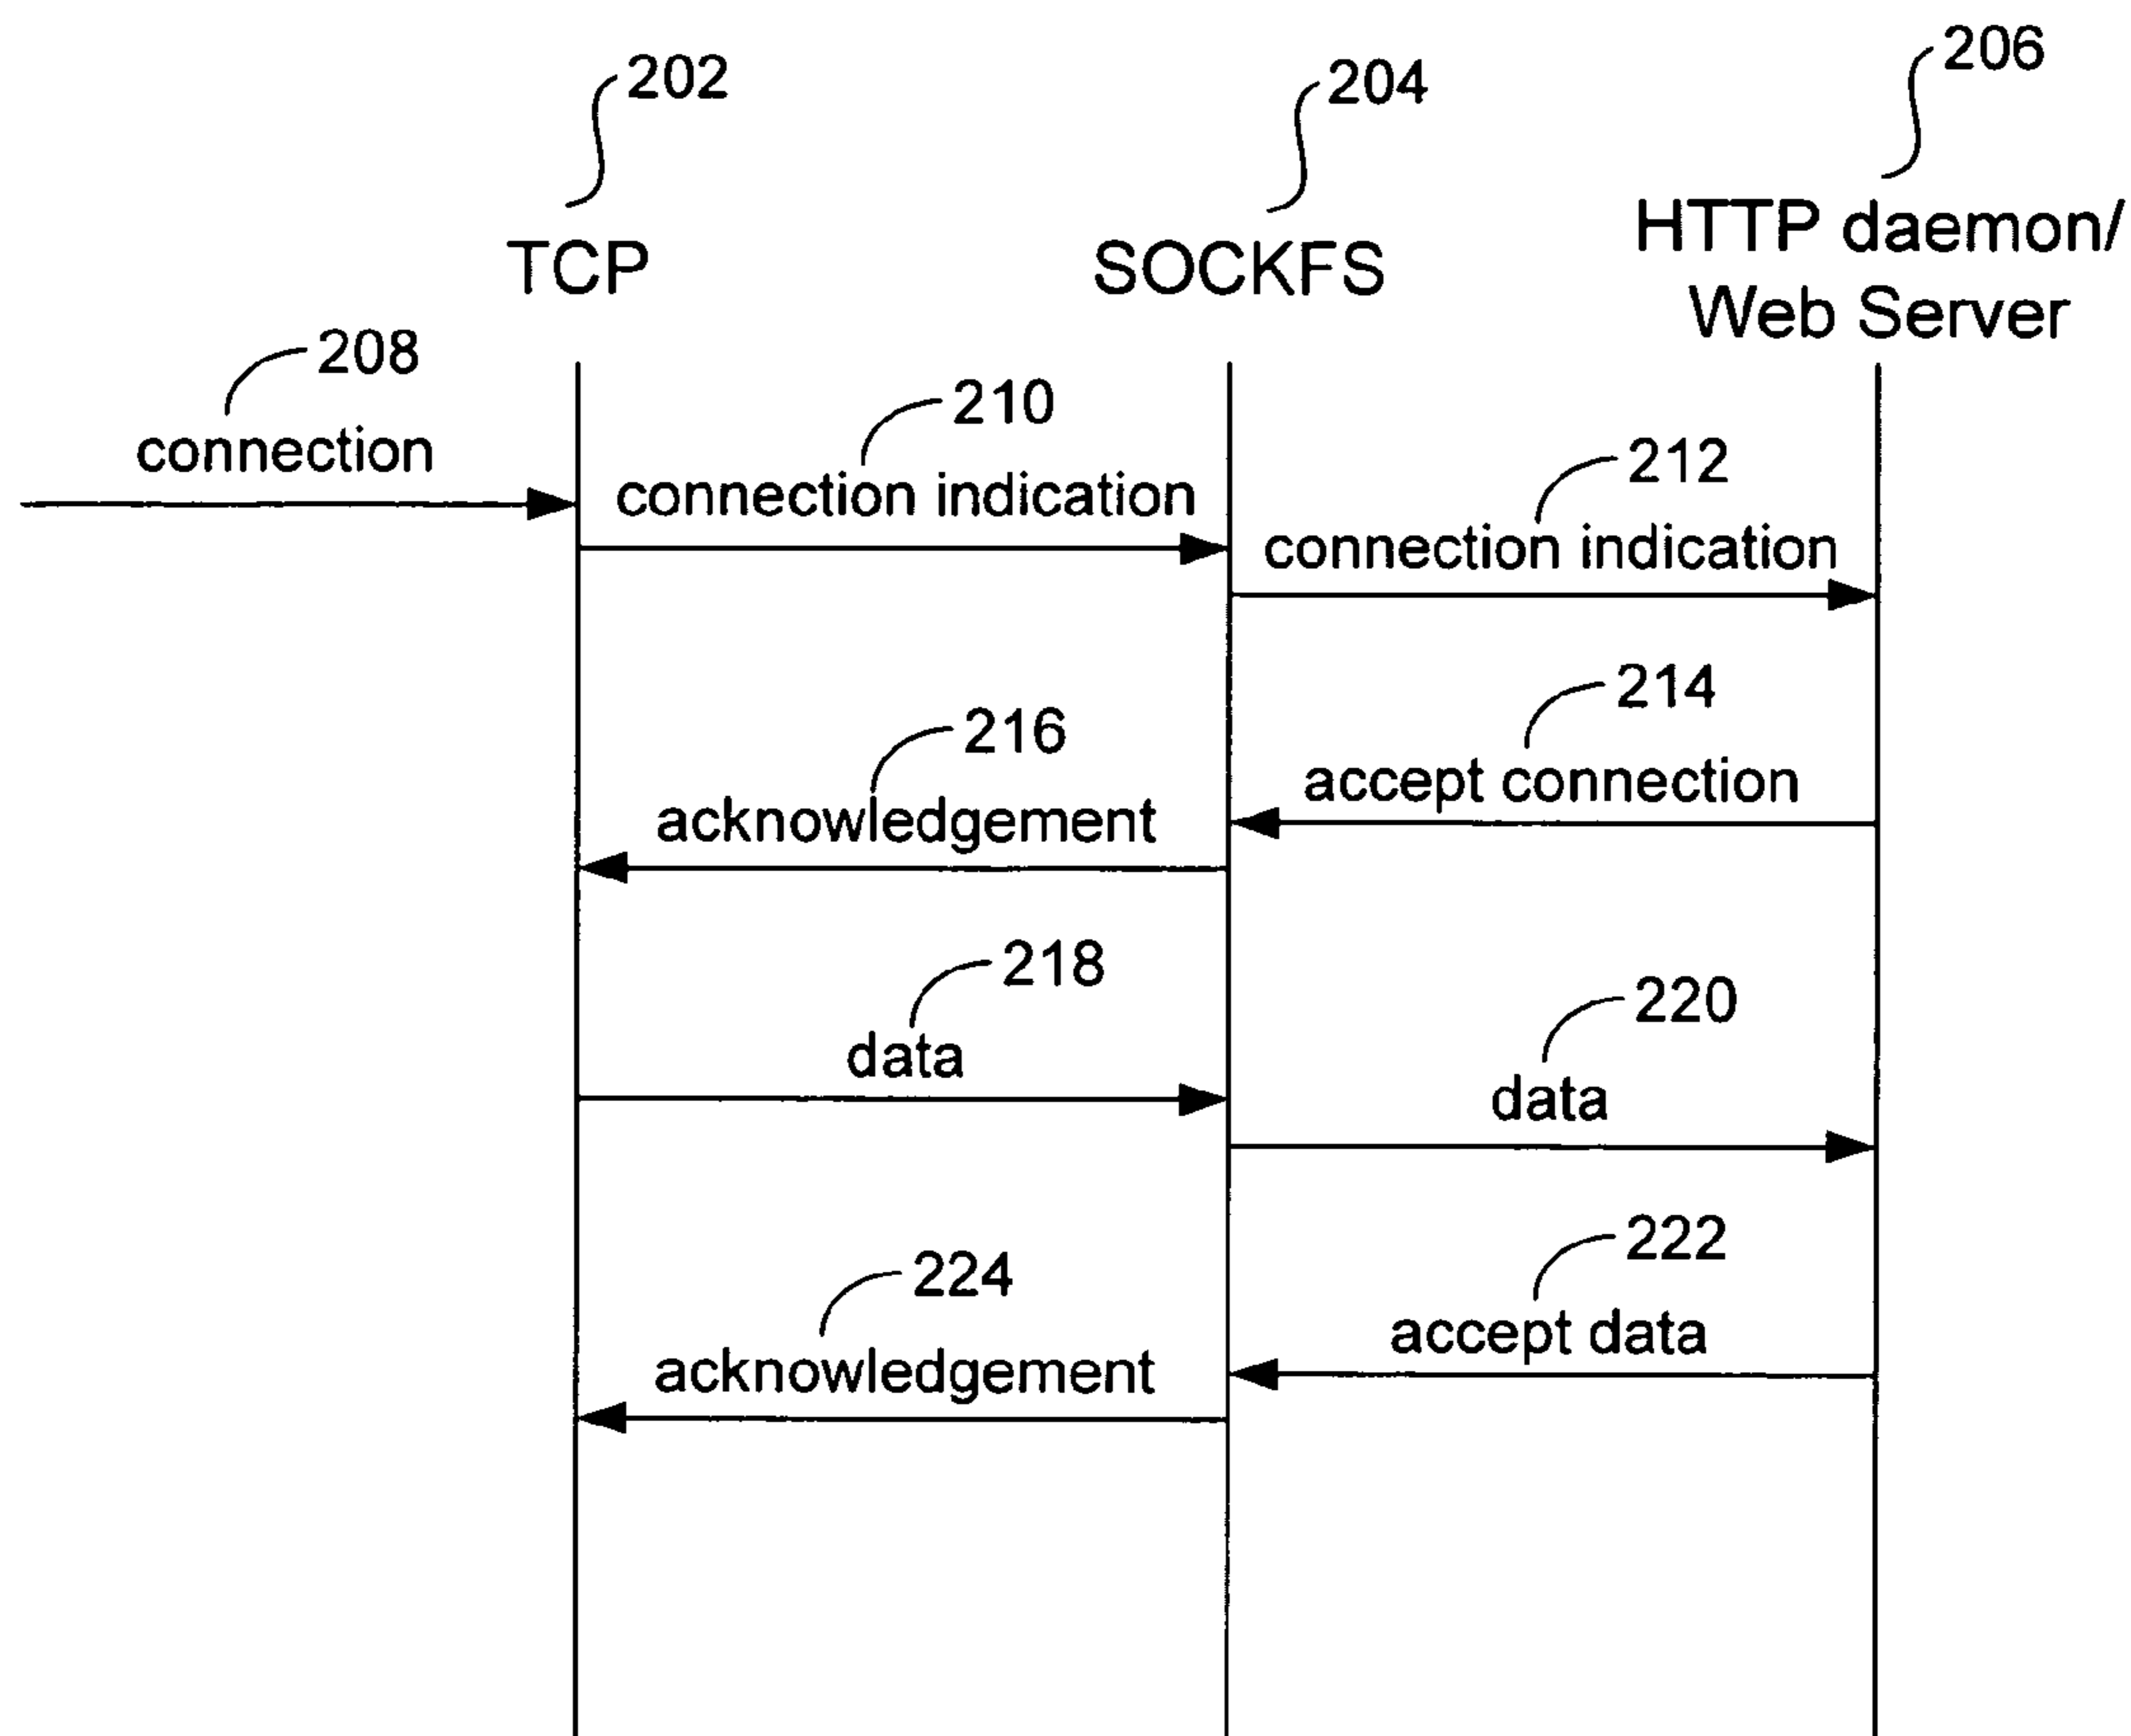 202
204
206
TCP
SOCKFS
HTTP daemon/
Web Server
208
connection
210
connection indication
212
connection indication
214
accept connection
216
acknowledgement
218
data
220
data
222
accept data
224
acknowledgement